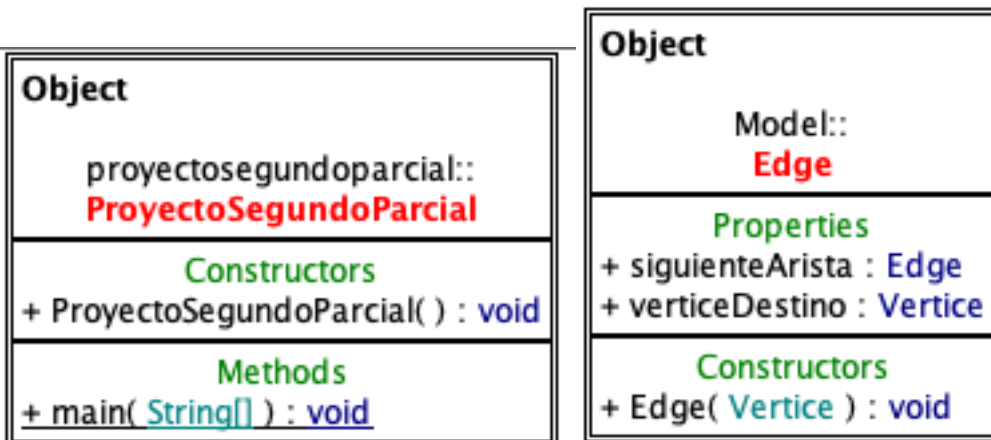 Object
proyectosegundoparcial::
ProyectoSegundoParcial
Constructors
+ ProyectoSegundoParcial( ) : void
Methods
+ main( String[] ) : void
Object
Model::
Edge
Properties
+ siguienteArista : Edge
+ verticeDestino : Vertice
Constructors
+ Edge( Vertice ) : void